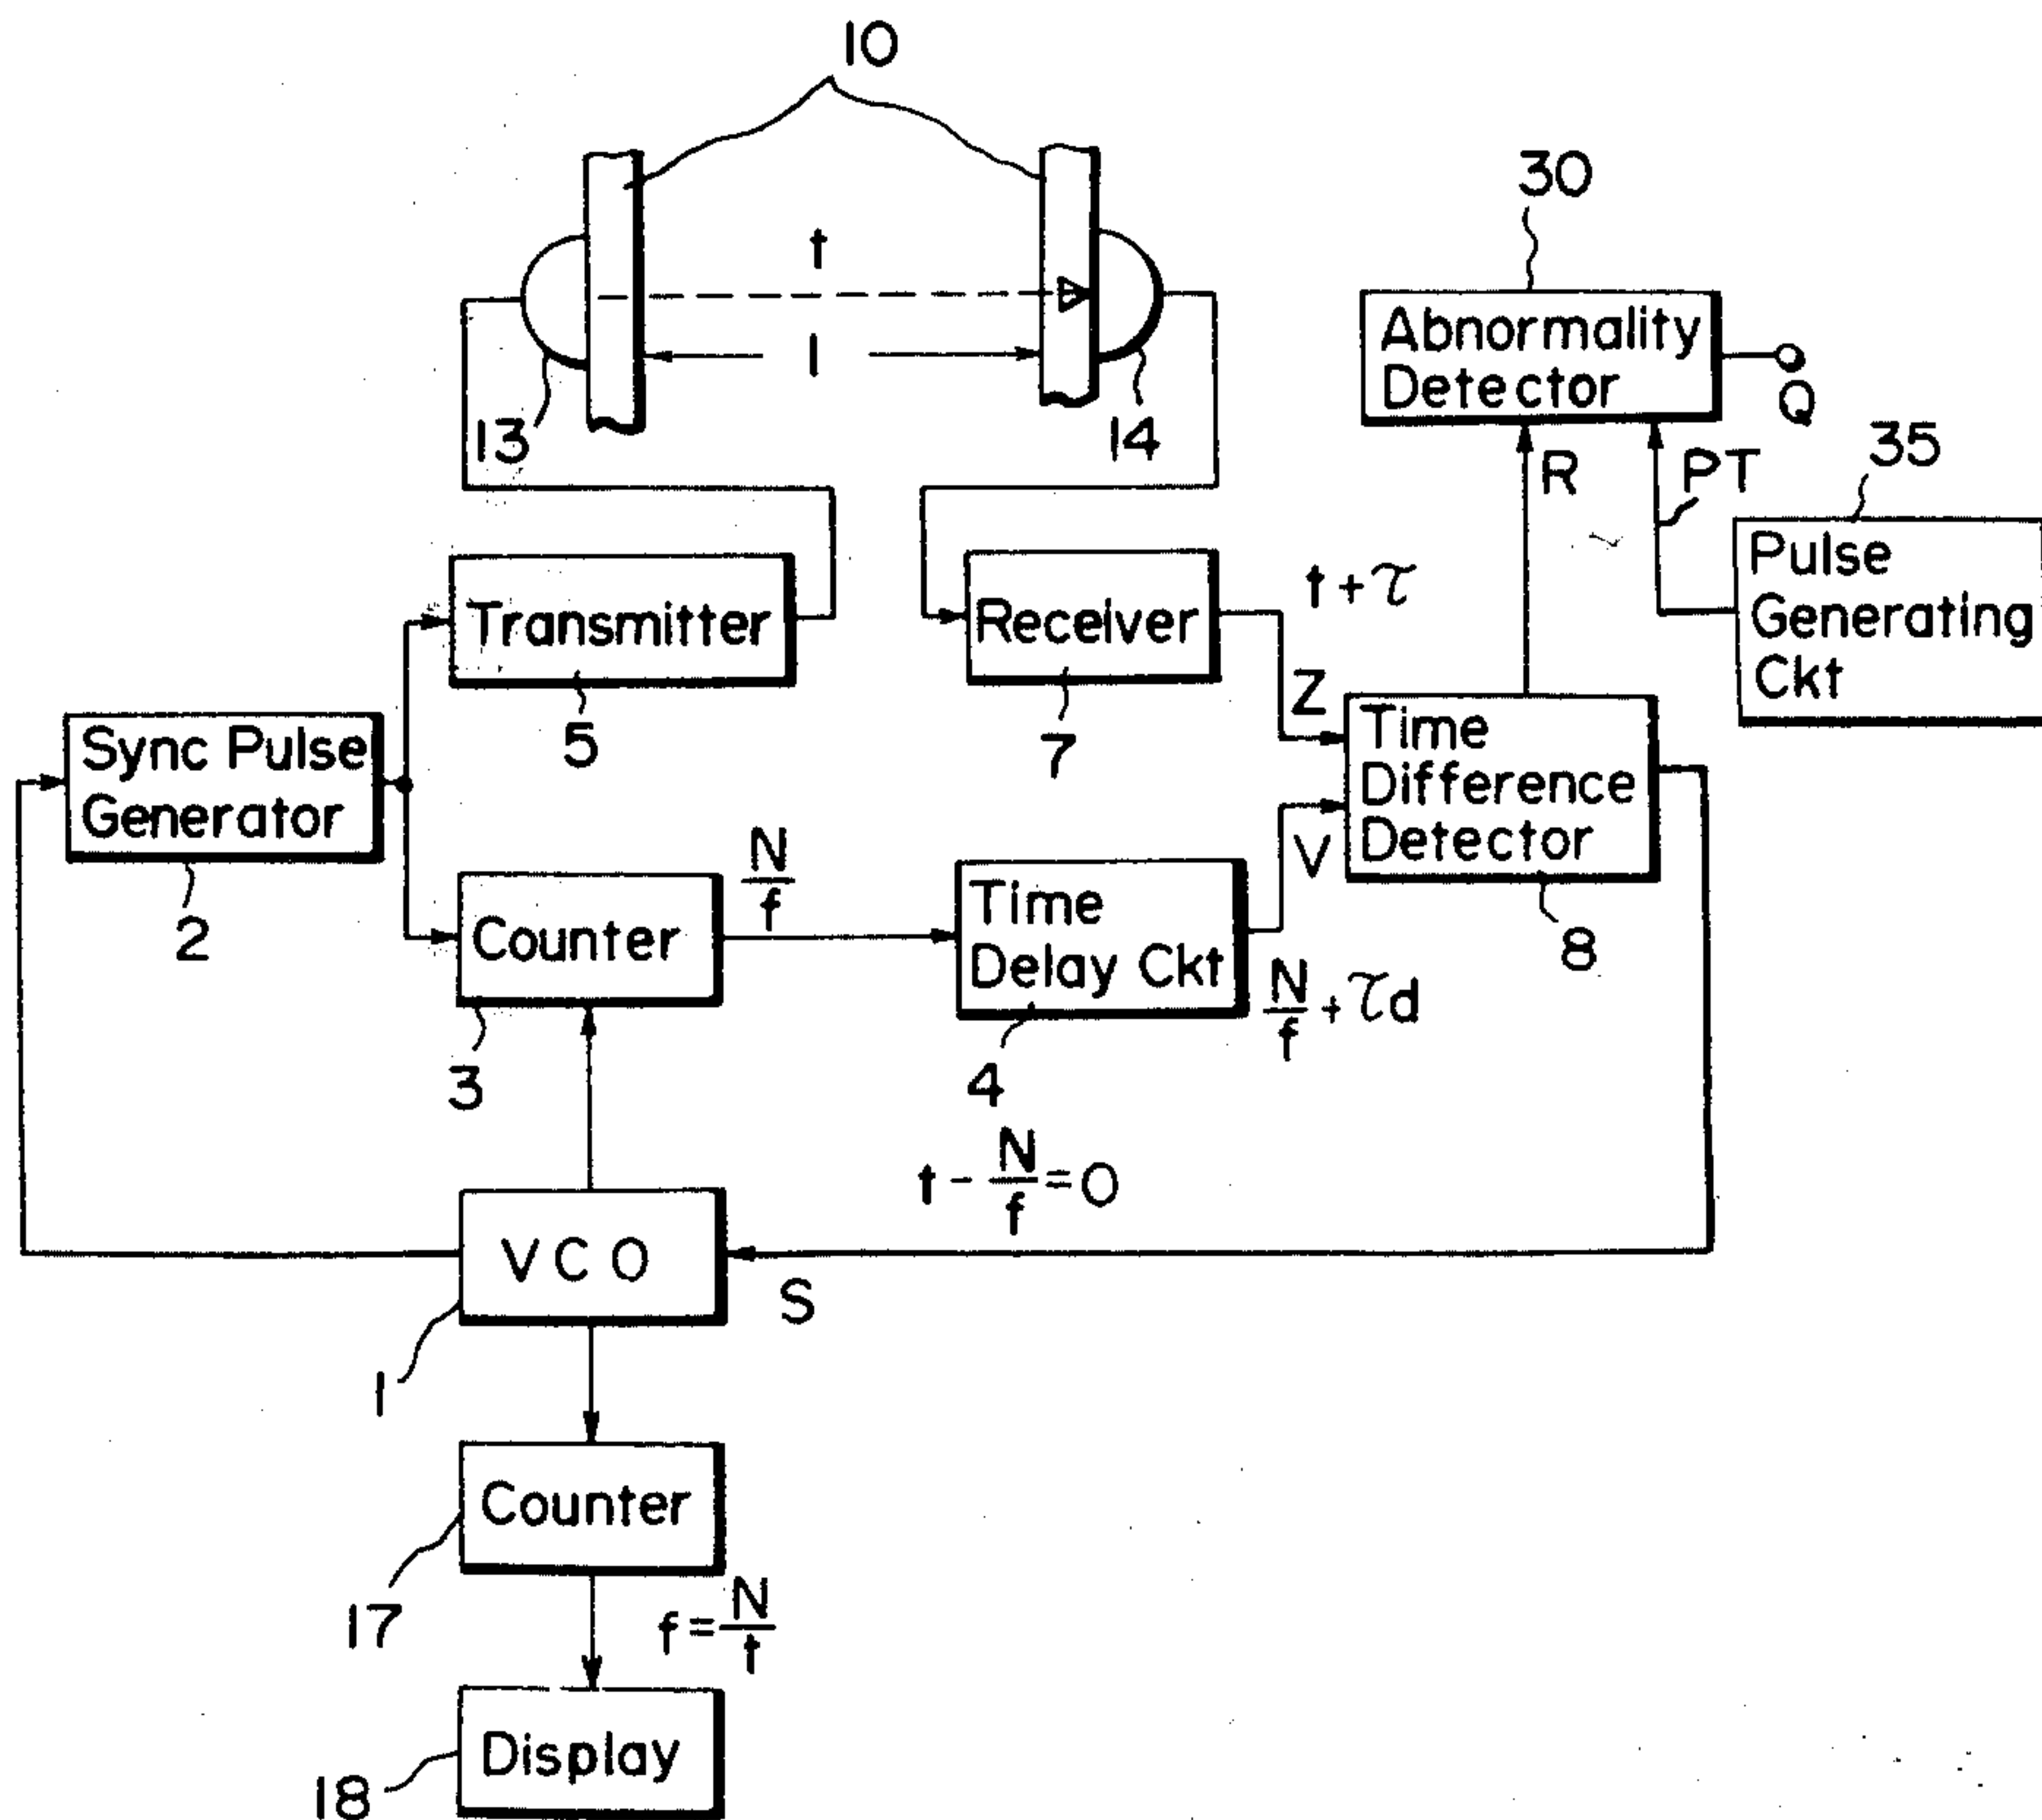 10
t
l
13
14
30
Abnormality
Detector
Q
R
PT
35
Pulse
Generating
Ckt
Transmitter
5
Receiver
7
t + τ
Z
Sync Pulse
Generator
2
Time
Difference
Detector
8
V
Counter
3
N
f
Time
Delay Ckt
4
N
f + τd
t - N
f = 0
VCO
1
S
Counter
17
f = N
t
Display
18